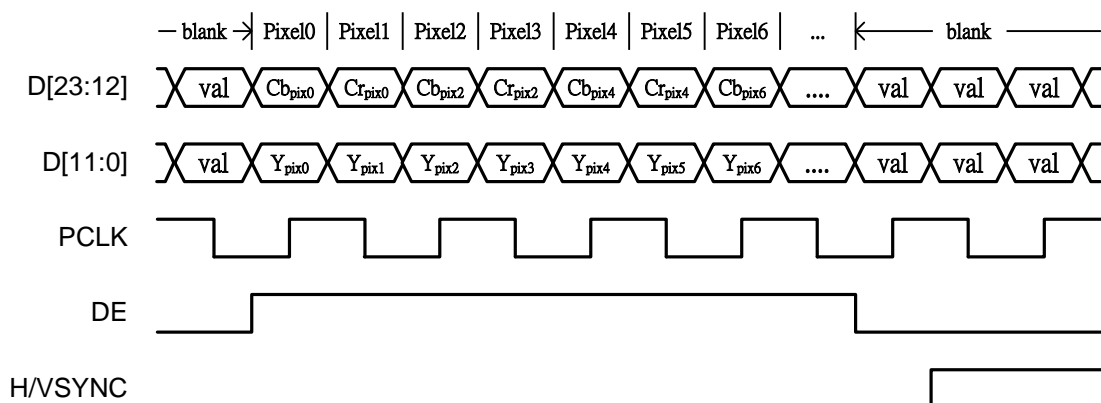 blank Pixel0 Pixel1 Pixel2 Pixel3 Pixel4 Pixel5 Pixel6 ... blank
D[23:12] val Cbpix0 Crpix0 Cbpix2 Crpix2 Cbpix4 Crpix4 Cbpix6 .... val val val
D[11:0] val Ypix0 Ypix1 Ypix2 Ypix3 Ypix4 Ypix5 Ypix6 .... val val val
PCLK
DE
H/VSYNC